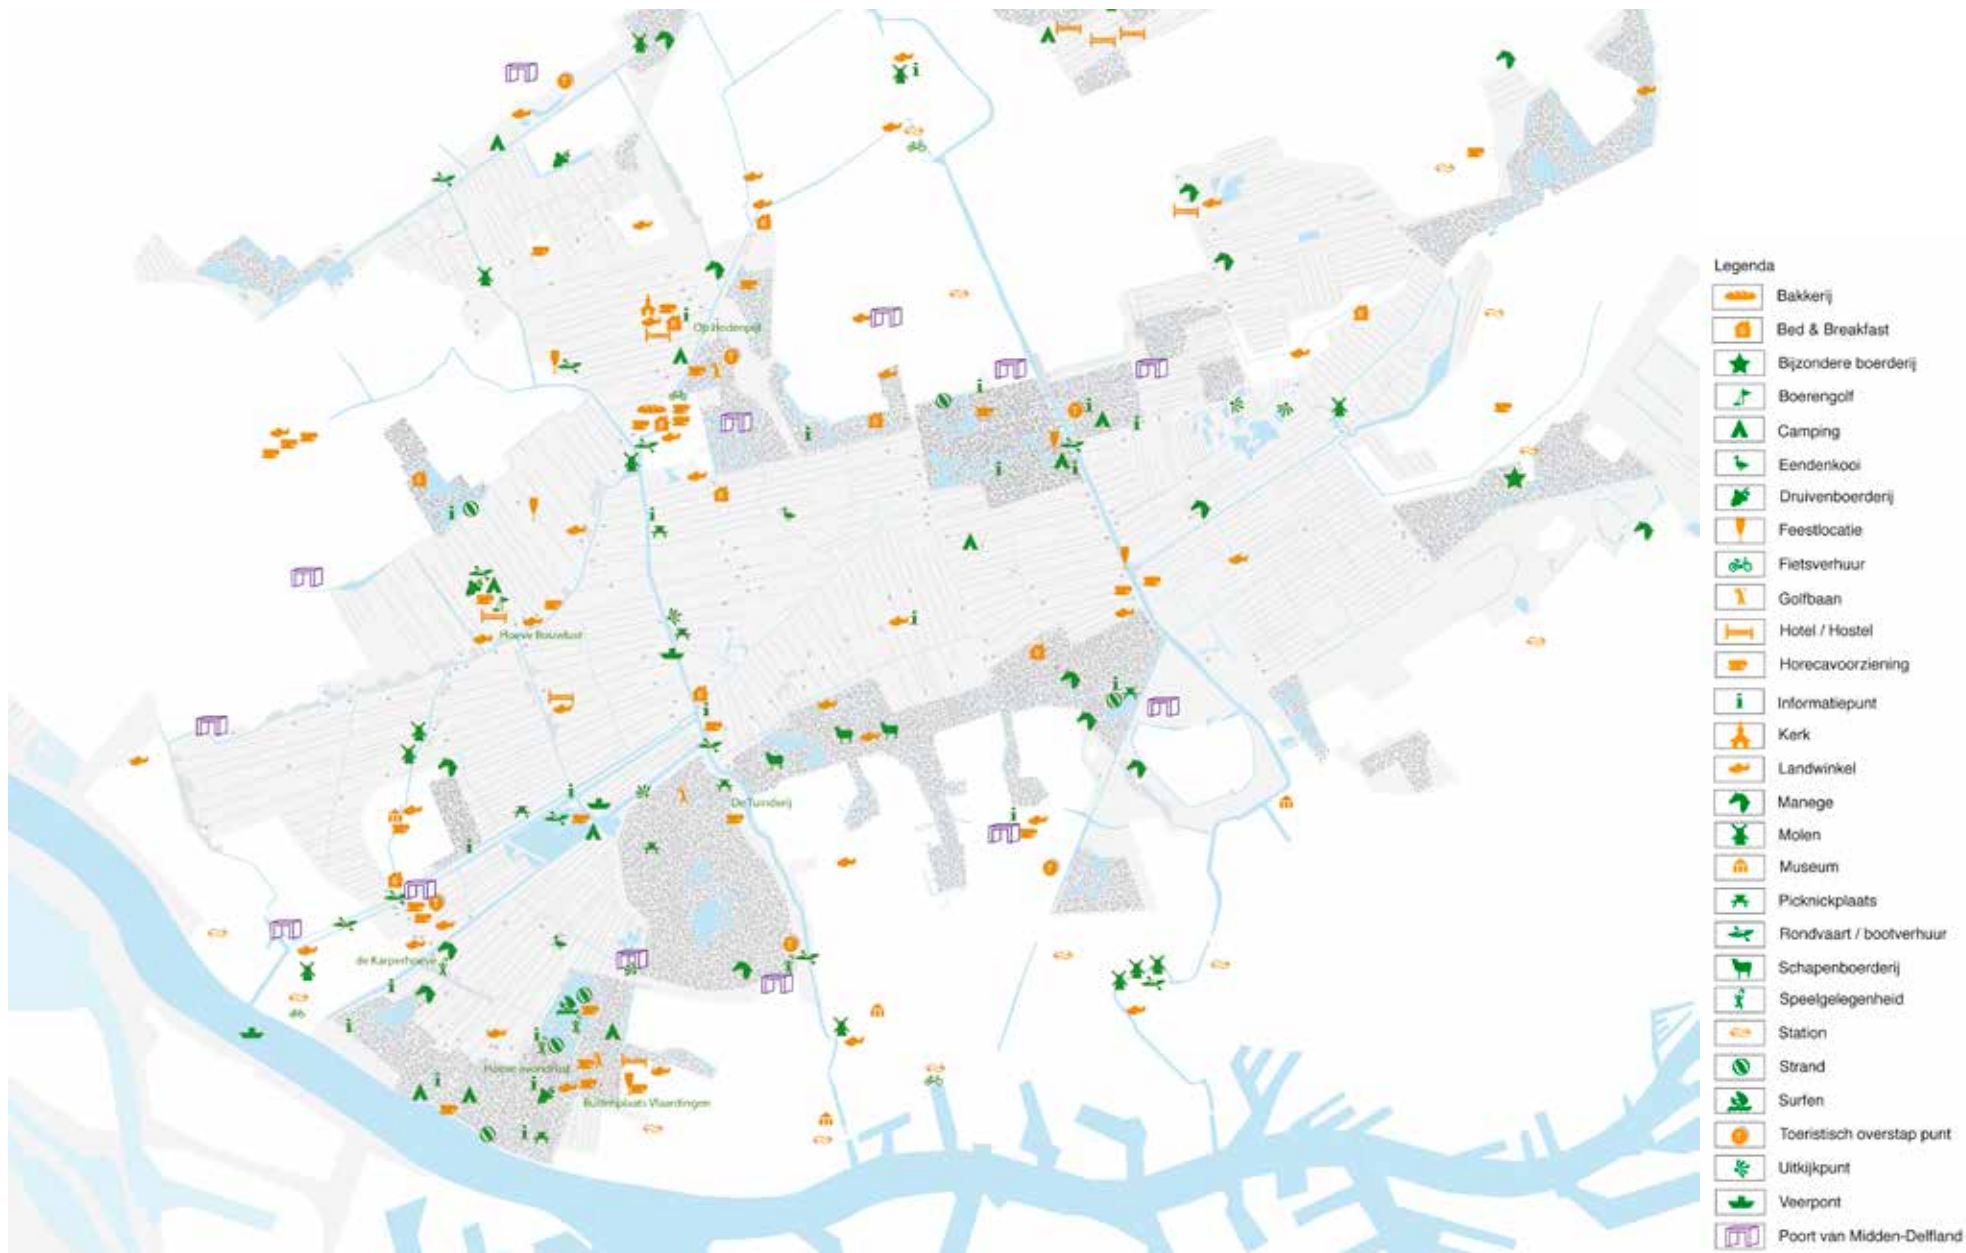 Op Hodenpijl
Hoeve Bouwlust
De Tuinderij
de Karperhoeve
Hoeve avondrust
Buitenplaats Vlaardingen
Legenda
Bakkerij
Bed & Breakfast
Bijzondere boerderij
Boerengolf
Camping
Eendenkooi
Druivenboerderij
Feestlocatie
Fietsverhuur
Golfbaan
Hotel / Hostel
Horecavoorziening
Informatiepunt
Kerk
Landwinkel
Manege
Molen
Museum
Picknickplaats
Rondvaart / bootverhuur
Schapenboerderij
Speelgelegenheid
Station
Strand
Surfen
Toeristisch overstap punt
Uitkijkpunt
Veerpont
Poort van Midden-Delfland